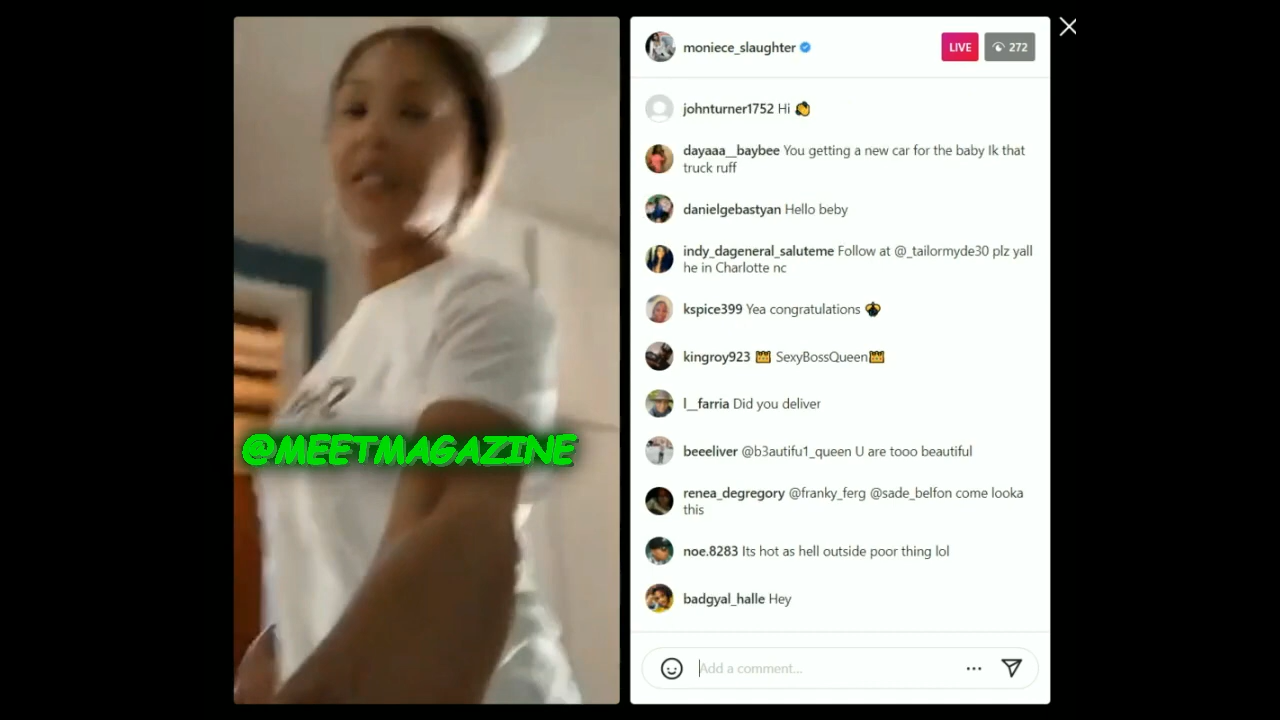 @MEETMAGAZINE
moniece_slaughter
LIVE
272
johnturner1752 Hi
dayaaa__baybee You getting a new car for the baby Ik that
truck ruff
danielgebastyan Hello beby
indy_dageneral_saluteme Follow at @_tailormyde30 plz yall
he in Charlotte nc
kspice399 Yea congratulations
kingroy923 SexyBossQueen
l__farria Did you deliver
beeeliver @b3autifu1_queen U are tooo beautiful
renea_degregory @franky_ferg @sade_belfon come looka
this
noe.8283 Its hot as hell outside poor thing lol
badgyal_halle Hey
Add a comment...